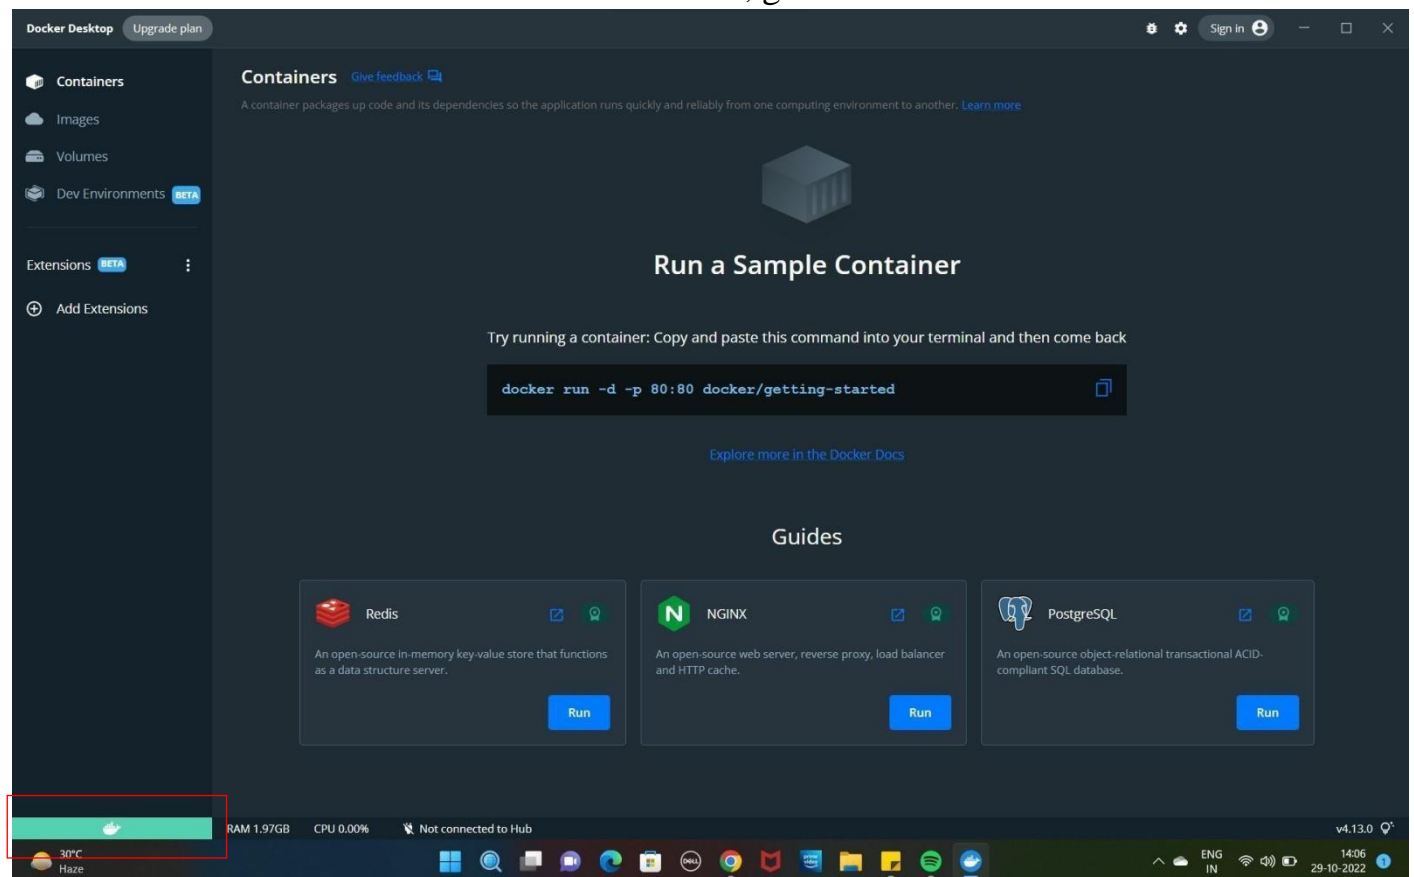 Docker Desktop Upgrade plan Sign in
Containers
Images
Volumes
Dev Environments BETA
Extensions BETA
Add Extensions
Containers Give feedback
A container packages up code and its dependencies so the application runs quickly and reliably from one computing environment to another. Learn more
Run a Sample Container
Try running a container: Copy and paste this command into your terminal and then come back
docker run -d -p 80:80 docker/getting-started
Explore more in the Docker Docs
Guides
Redis
An open-source in-memory key-value store that functions
as a data structure server.
Run
NGINX
An open-source web server, reverse proxy, load balancer
and HTTP cache.
Run
PostgreSQL
An open-source object-relational transactional ACID-
compliant SQL database.
Run
RAM 1.97GB CPU 0.00% Not connected to Hub v4.13.0
30°C
Haze
DELL
prime
video
ENG
IN
14:06
29-10-2022
1